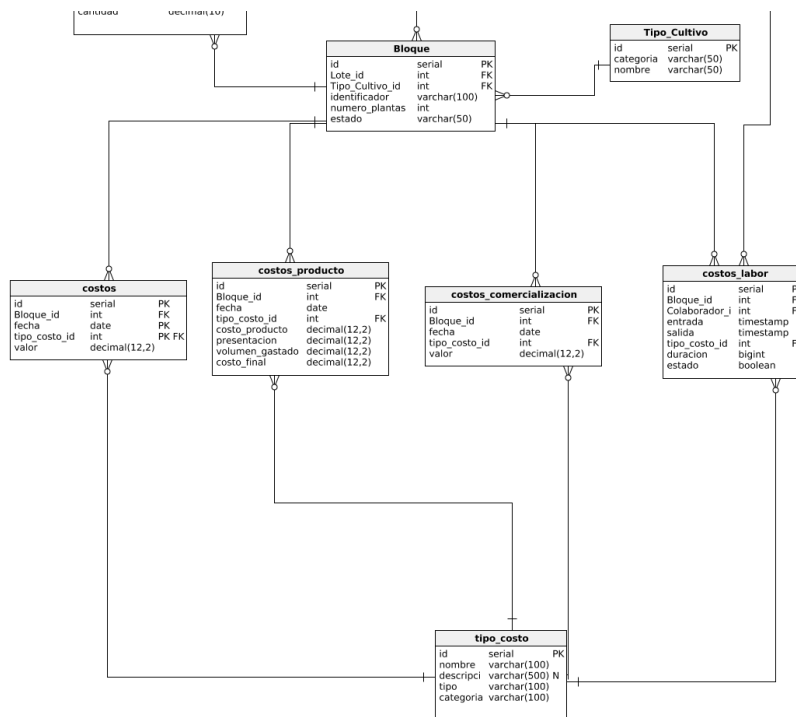 cantidad decimal(10)
Bloque
id serial PK
Lote_id int FK
Tipo_Cultivo_id int FK
identificador varchar(100)
numero_plantas int
estado varchar(50)
Tipo_Cultivo
id serial PK
categoria varchar(50)
nombre varchar(50)
costos
id serial PK
Bloque_id int FK
fecha date PK
tipo_costo_id int PK FK
valor decimal(12,2)
costos_producto
id serial PK
Bloque_id int FK
fecha date
tipo_costo_id int FK
costo_producto decimal(12,2)
presentacion decimal(12,2)
volumen_gastado decimal(12,2)
costo_final decimal(12,2)
costos_comercializacion
id serial PK
Bloque_id int FK
fecha date
tipo_costo_id int FK
valor decimal(12,2)
costos_labor
id serial P
Bloque_id int F
Colaborador_i int F
entrada timestamp
salida timestamp
tipo_costo_id int F
duracion bigint
estado boolean
tipo_costo
id serial PK
nombre varchar(100)
descripci varchar(500) N
tipo varchar(100)
categoria varchar(100)